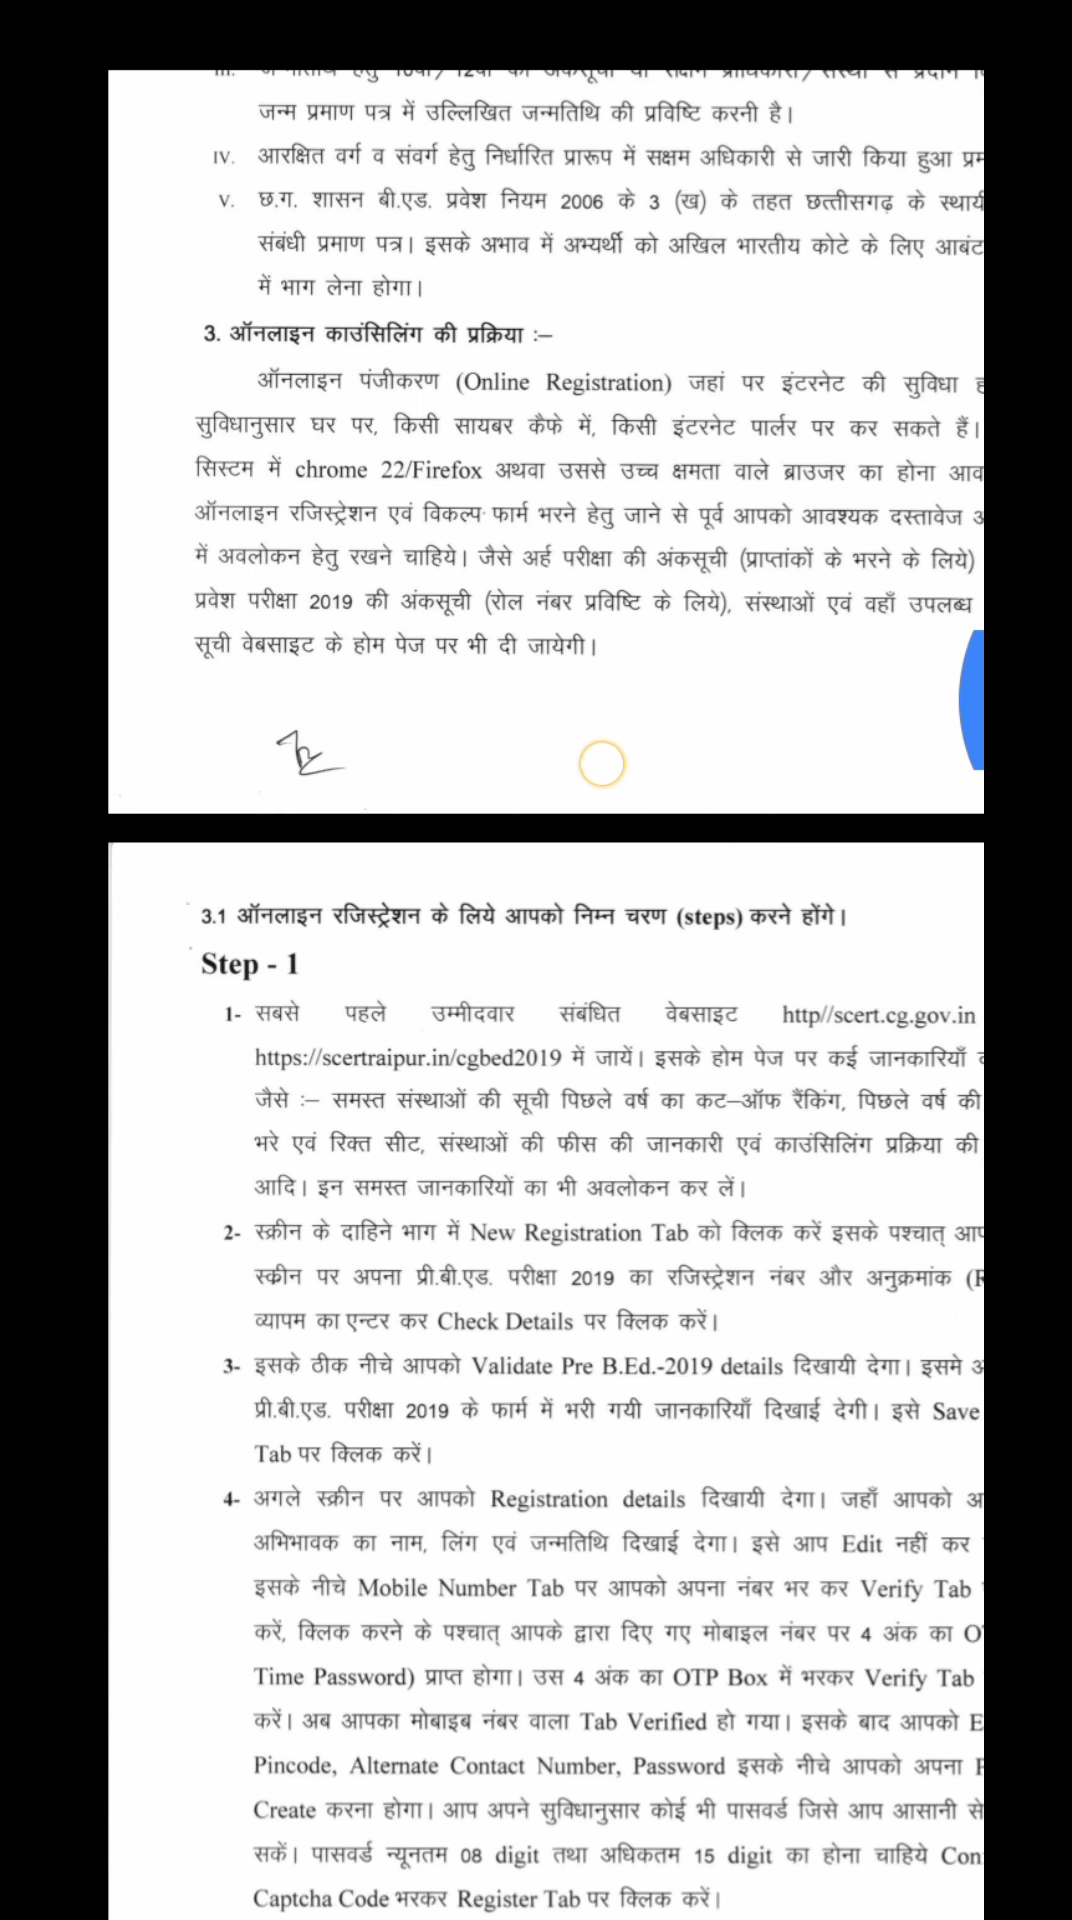 जन्म प्रमाण पत्र में उल्लिखित जन्मतिथि की प्रविष्टि करनी है।
IV. आरक्षित वर्ग व संवर्ग हेतु निर्धारित प्रारूप में सक्षम अधिकारी से जारी किया हुआ
V. छ.ग. शासन बी.एड. प्रवेश नियम 2006 के 3 (ख) के तहत छत्तीसगढ़ के
संबंधी प्रमाण पत्र। इसके अभाव में अभ्यर्थी को अखिल भारतीय कोटे के लिए
में भाग लेना होगा।
3. ऑनलाइन काउंसिलिंग की प्रक्रिया :–
ऑनलाइन पंजीकरण (Online Registration) जहां पर इंटरनेट की सुविधा
सुविधानुसार घर पर, किसी सायबर कैफे में, किसी इंटरनेट पार्लर पर कर सकते हैं।
सिस्टम में chrome 22/Firefox अथवा उससे उच्च क्षमता वाले ब्राउजर का होना
ऑनलाइन रजिस्ट्रेशन एवं विकल्प फार्म भरने हेतु जाने से पूर्व आपको आवश्यक दस्तावेज
में अवलोकन हेतु रखने चाहिये। जैसे अर्ह परीक्षा की अंकसूची (प्राप्तांकों के भरने के लिये)
प्रवेश परीक्षा 2019 की अंकसूची (रोल नंबर प्रविष्टि के लिये), संस्थाओं एवं वहाँ उपलब्ध
सूची वेबसाइट के होम पेज पर भी दी जायेगी।
3.1 ऑनलाइन रजिस्ट्रेशन के लिये आपको निम्न चरण (steps) करने होंगे।
Step - 1
1- सबसे पहले उम्मीदवार संबंधित वेबसाइट http//scert.cg.gov.in
https://scertraipur.in/cgbed2019 में जायें। इसके होम पेज पर कई जानकारियाँ
जैसे :– समस्त संस्थाओं की सूची पिछले वर्ष का कट–ऑफ रैंकिंग, पिछले वर्ष की
भरे एवं रिक्त सीट, संस्थाओं की फीस की जानकारी एवं काउंसिलिंग प्रक्रिया की
आदि। इन समस्त जानकारियों का भी अवलोकन कर लें।
2- स्क्रीन के दाहिने भाग में New Registration Tab को क्लिक करें इसके पश्चात्
स्क्रीन पर अपना प्री.बी.एड. परीक्षा 2019 का रजिस्ट्रेशन नंबर और अनुक्रमांक
व्यापम का एन्टर कर Check Details पर क्लिक करें।
3- इसके ठीक नीचे आपको Validate Pre B.Ed.-2019 details दिखायी देगा। इसमे
प्री.बी.एड. परीक्षा 2019 के फार्म में भरी गयी जानकारियाँ दिखाई देगी। इसे Save
Tab पर क्लिक करें।
4- अगले स्क्रीन पर आपको Registration details दिखायी देगा। जहाँ आपको
अभिभावक का नाम, लिंग एवं जन्मतिथि दिखाई देगा। इसे आप Edit नहीं कर
इसके नीचे Mobile Number Tab पर आपको अपना नंबर भर कर Verify Tab
करें, क्लिक करने के पश्चात् आपके द्वारा दिए गए मोबाइल नंबर पर 4 अंक का
Time Password) प्राप्त होगा। उस 4 अंक का OTP Box में भरकर Verify Tab
करें। अब आपका मोबाइब नंबर वाला Tab Verified हो गया। इसके बाद आपको
Pincode, Alternate Contact Number, Password इसके नीचे आपको अपना
Create करना होगा। आप अपने सुविधानुसार कोई भी पासवर्ड जिसे आप आसानी से
सकें। पासवर्ड न्यूनतम 08 digit तथा अधिकतम 15 digit का होना चाहिये
Captcha Code भरकर Register Tab पर क्लिक करें।